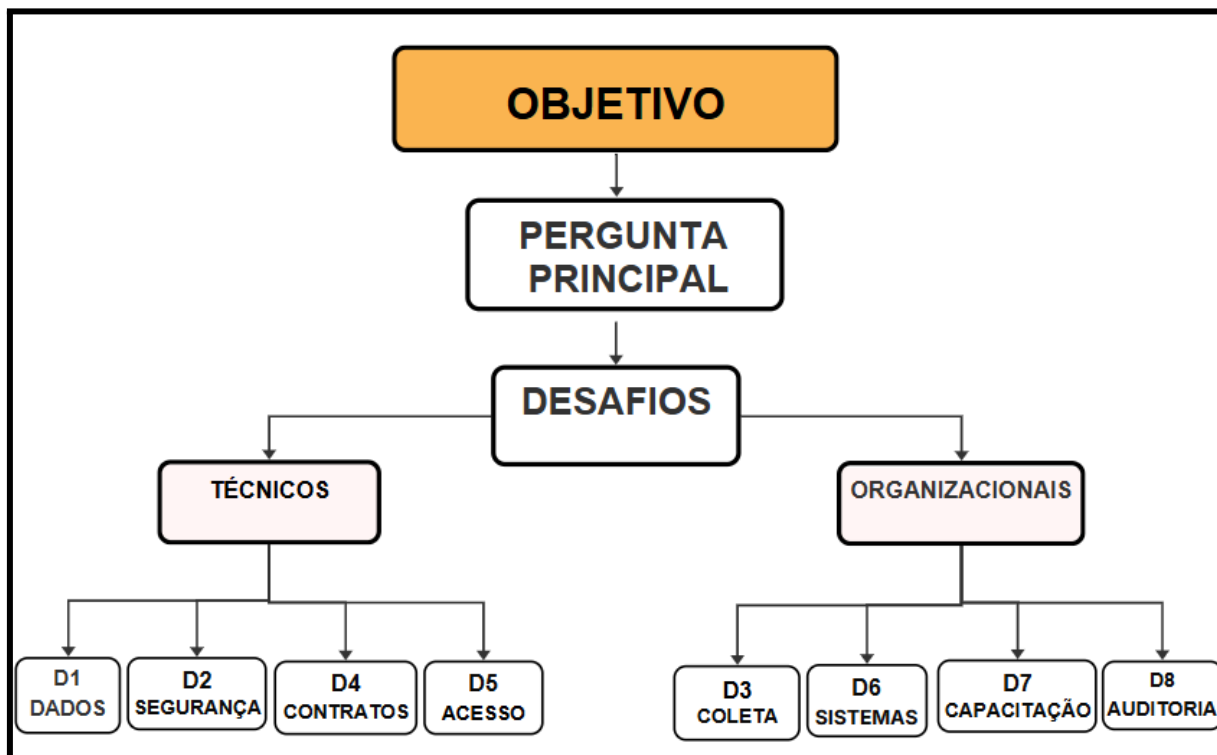 OBJETIVO
PERGUNTA
PRINCIPAL
DESAFIOS
TÉCNICOS
ORGANIZACIONAIS
D1
DADOS
D2
SEGURANÇA
D4
CONTRATOS
D5
ACESSO
D3
COLETA
D6
SISTEMAS
D7
CAPACITAÇÃO
D8
AUDITORIA